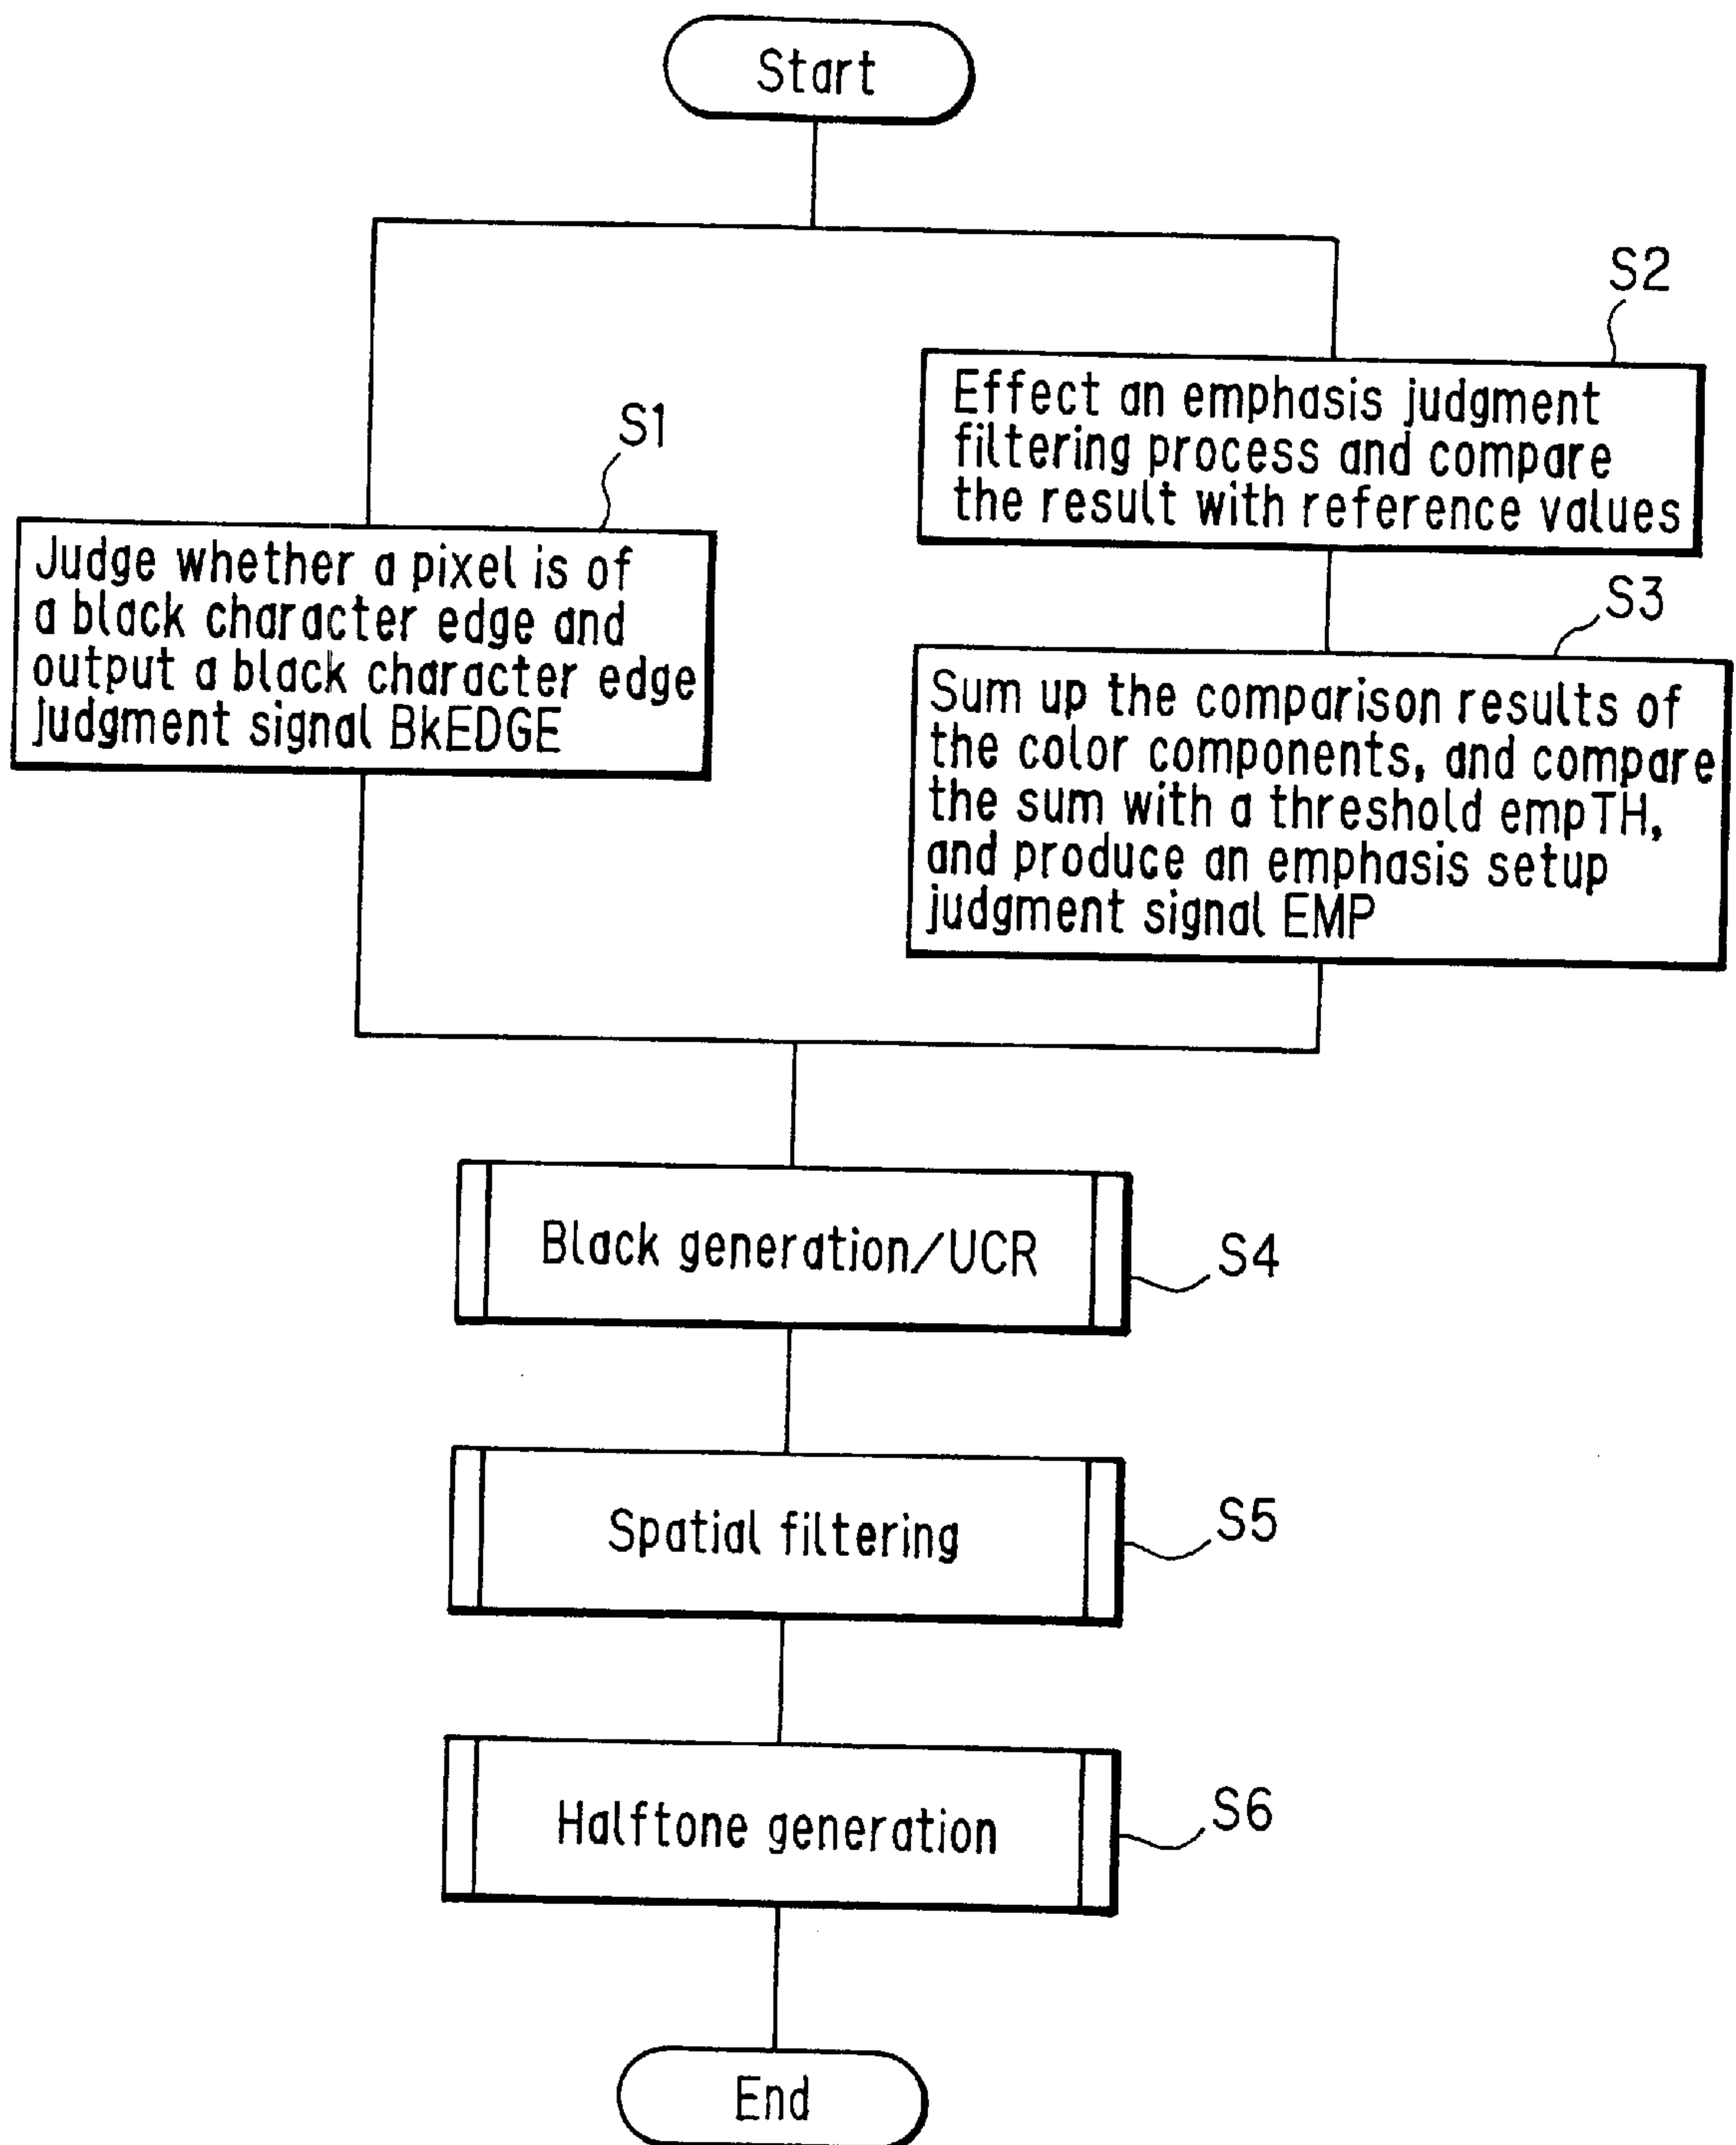 Start
S2
Effect an emphasis judgment
filtering process and compare
the result with reference values
S1
Judge whether a pixel is of
a black character edge and
output a black character edge
judgment signal BkEDGE
S3
Sum up the comparison results of
the color components, and compare
the sum with a threshold empTH,
and produce an emphasis setup
judgment signal EMP
Black generation/UCR
S4
Spatial filtering
S5
Halftone generation
S6
End